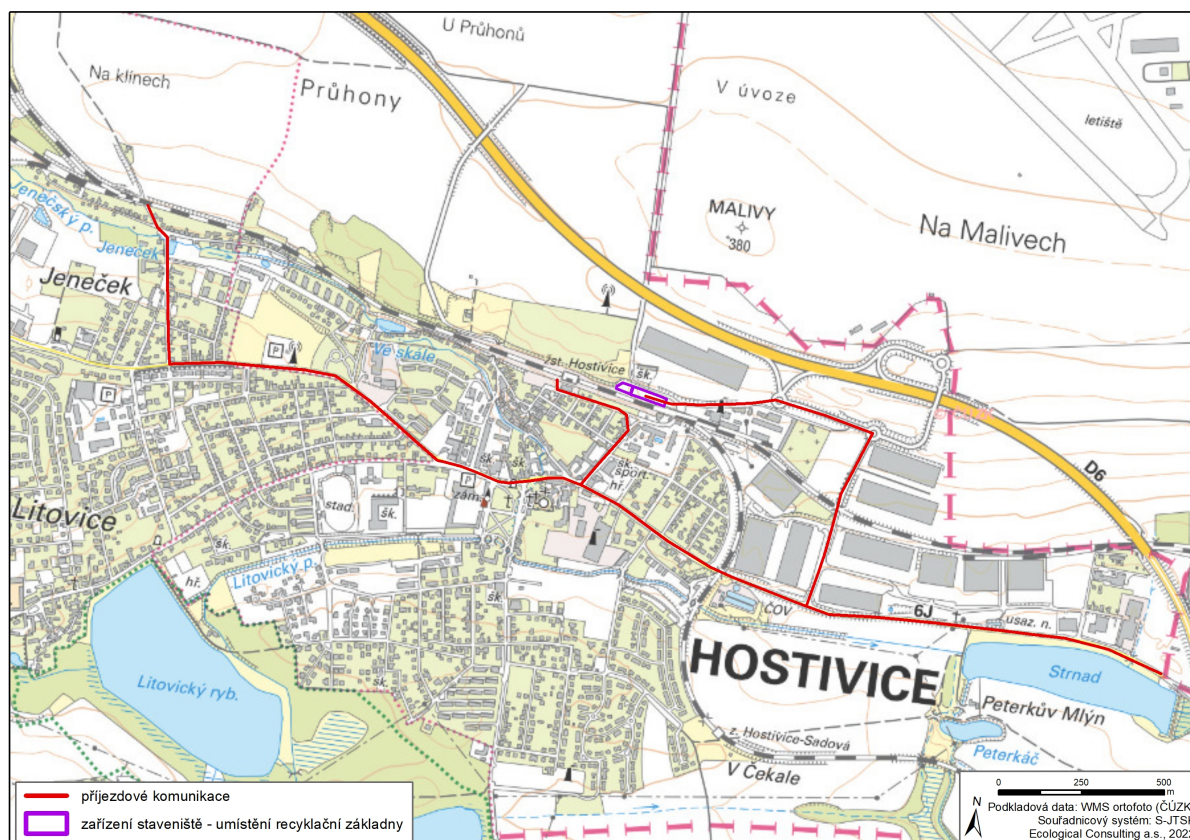 U Průhonů
Na klínech
Průhony
V úvoze
letiště
MALIVY
380
Na Malivech
Jenečský p.
Jeneček
Jeneček
Ve skále
žst. Hostivice
šk.
P
P
D6
šk.
šk.
šk.
sport.
hř.
P
zám.
stad.
šk.
Litovice
šk.
hř.
Litovický p.
šk.
ČOV
6J
usaz. n.
HOSTIVICE
Strnad
Litovický ryb.
šk.
Peterkův Mlýn
z. Hostivice-Sadová
Peterkáč
V Čekale
příjezdové komunikace
zařízení staveniště - umístění recyklační základny
0 250 500
m
N
Podkladová data: WMS ortofoto (ČÚZK
Souřadnicový systém: S-JTSK
Ecological Consulting a.s.,